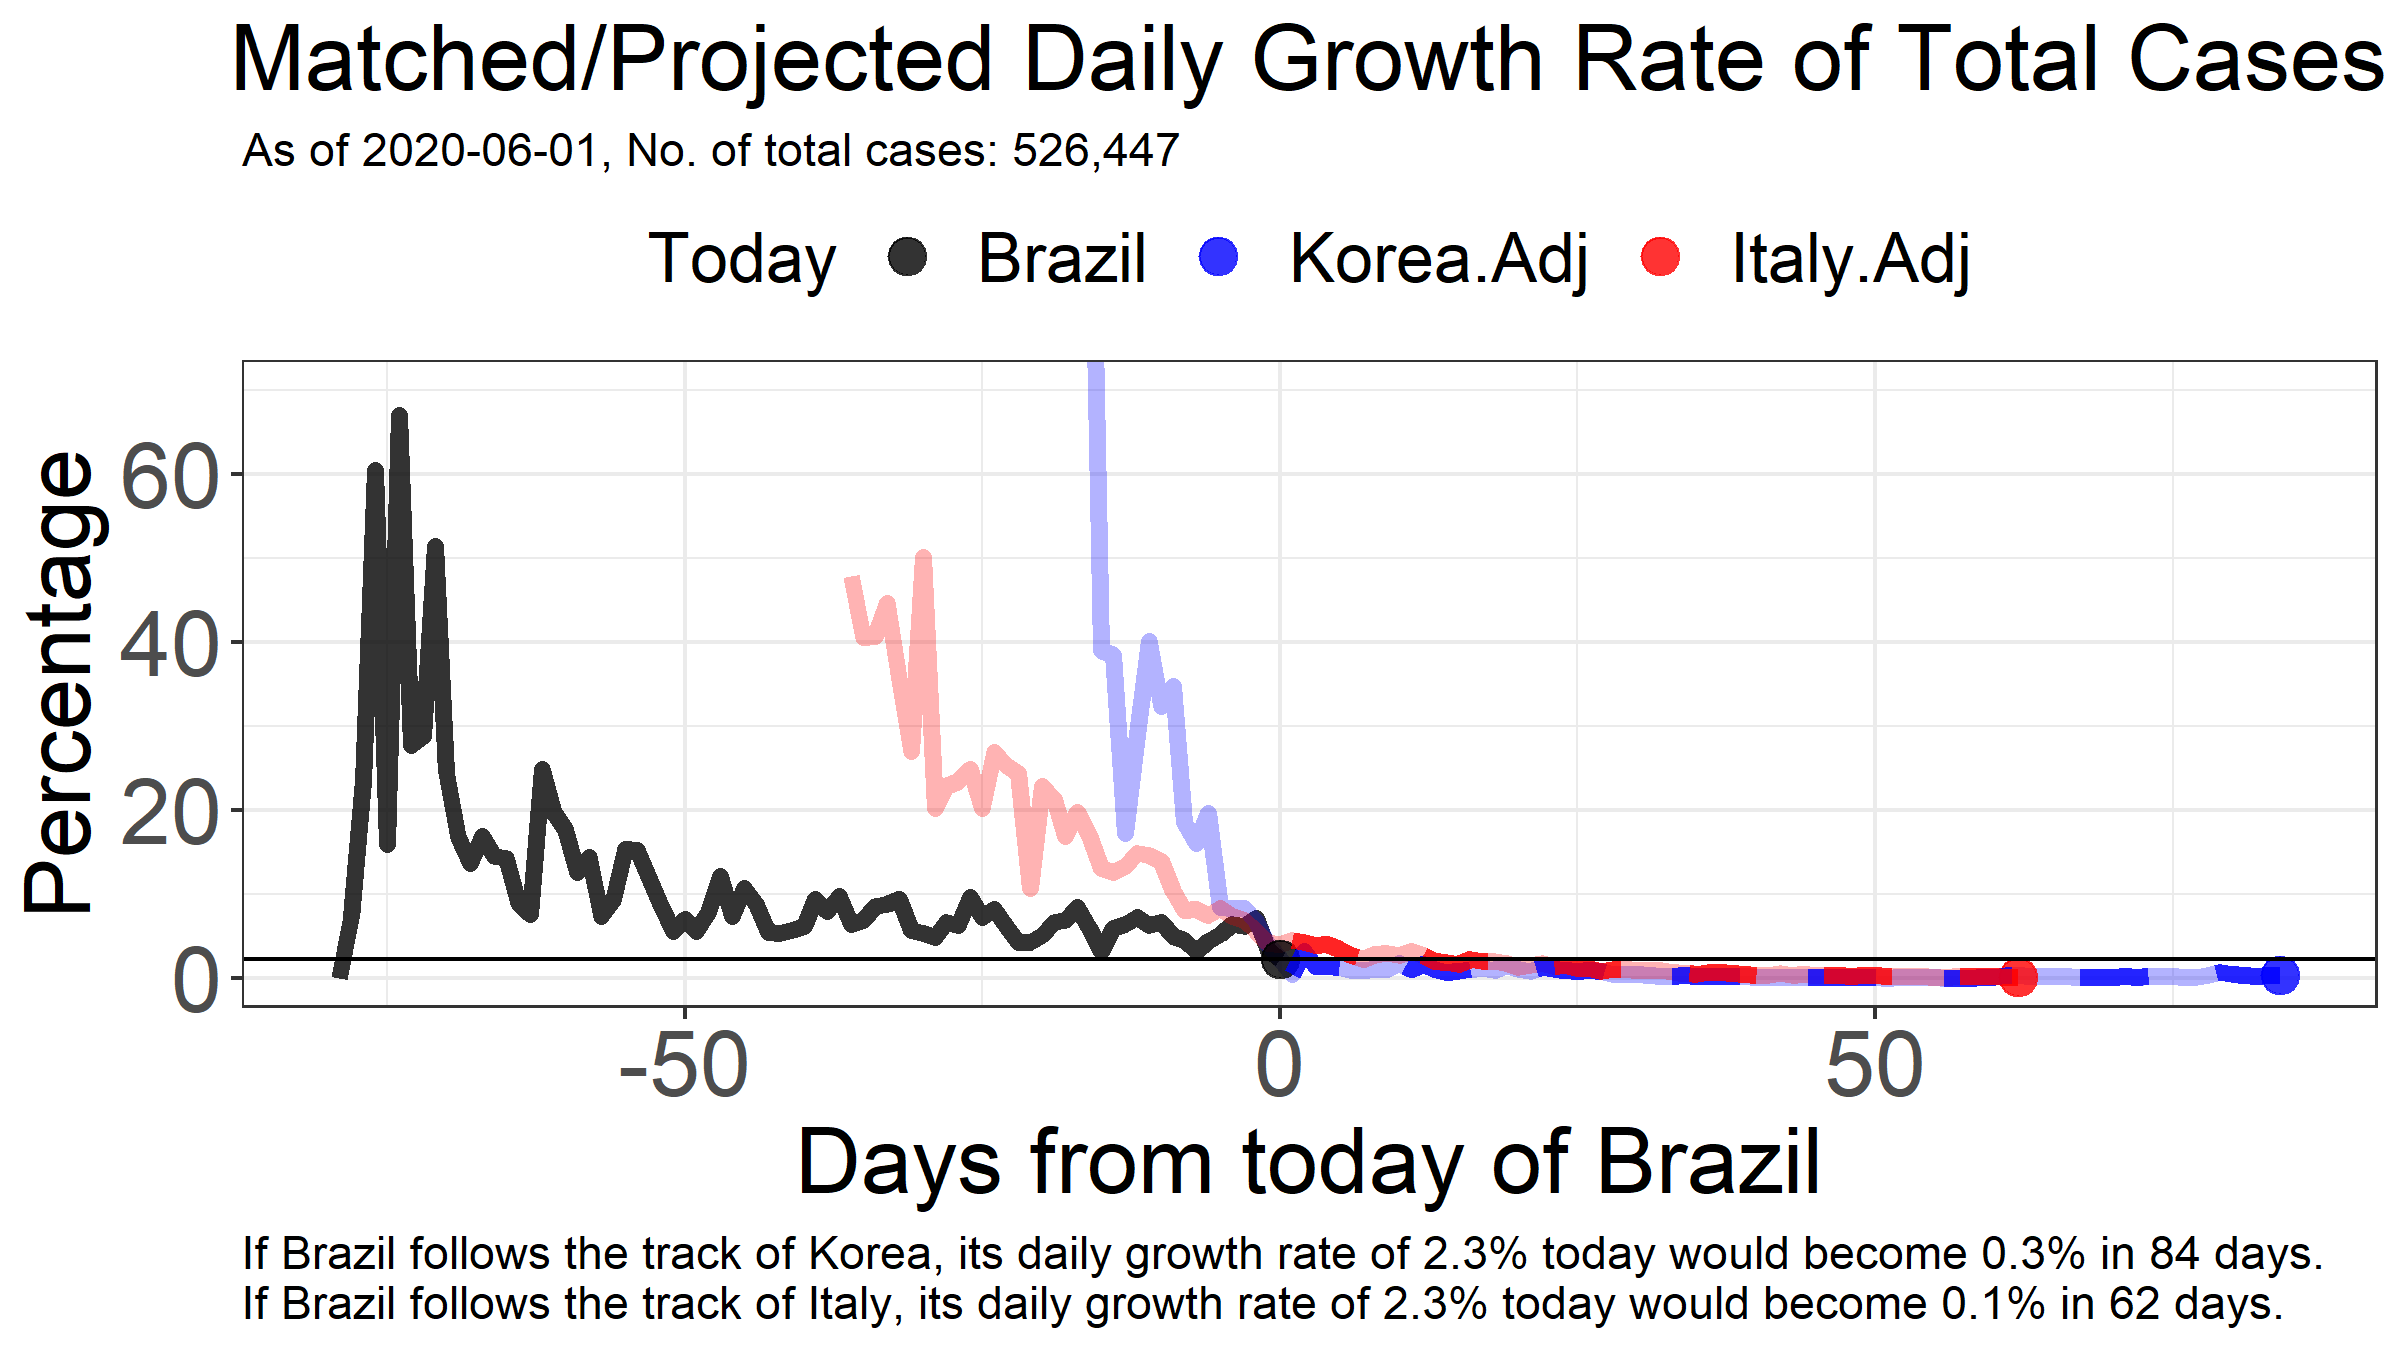 Matched/Projected Daily Growth Rate of Total Cases
As of 2020-06-01, No. of total cases: 526,447
Today Brazil Korea.Adj Italy.Adj
Percentage
60
40
20
0
-50 0 50
Days from today of Brazil
If Brazil follows the track of Korea, its daily growth rate of 2.3% today would become 0.3% in 84 days.
If Brazil follows the track of Italy, its daily growth rate of 2.3% today would become 0.1% in 62 days.